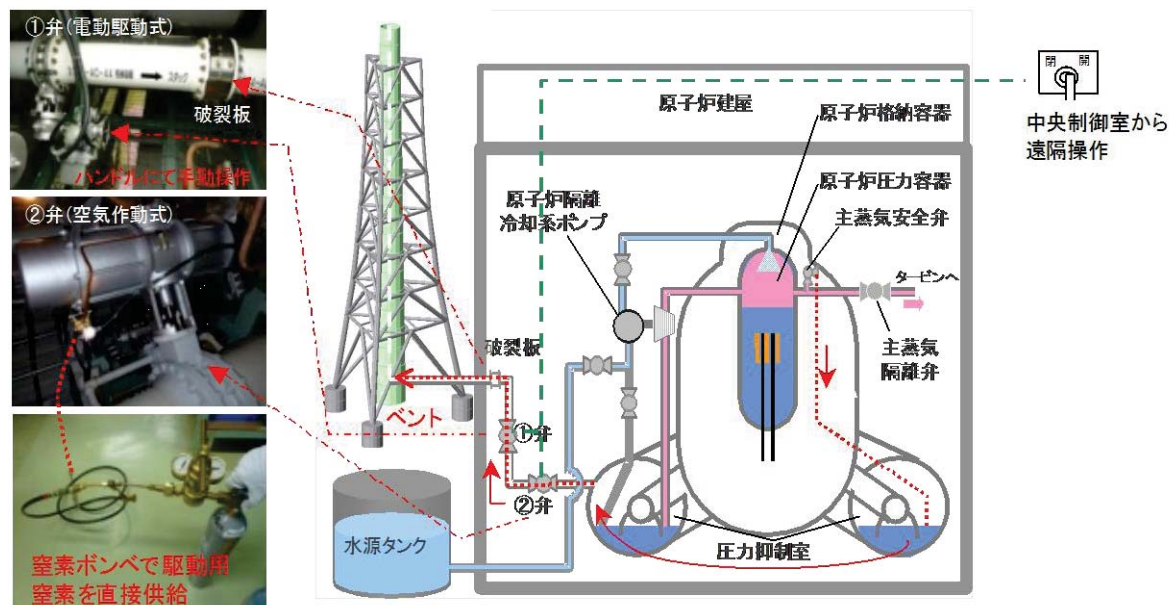 ①弁(電動駆動式)
破裂板
ハンドルにて手動操作
②弁(空気作動式)
窒素ボンベで駆動用
窒素を直接供給
原子炉建屋
原子炉格納容器
原子炉圧力容器
主蒸気安全弁
原子炉隔離
冷却系ポンプ
タービンへ
主蒸気
隔離弁
破裂板
ベント
①弁
②弁
水源タンク
圧力抑制室
閉 開
中央制御室から
遠隔操作